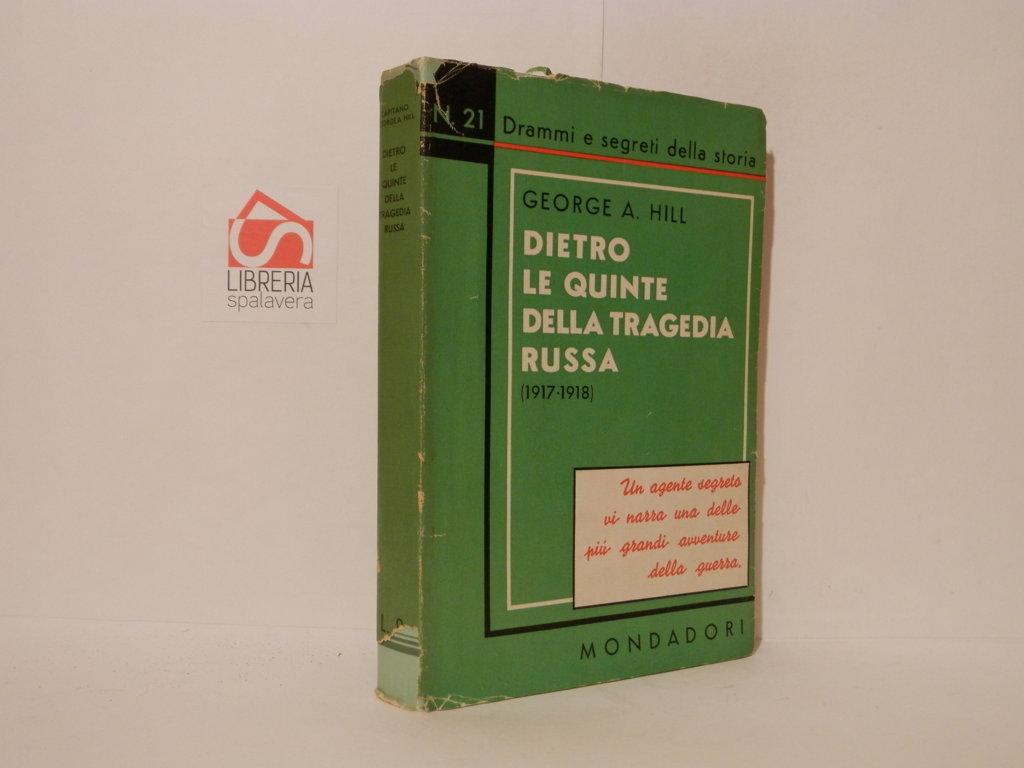 LIBRERIA
spalavera
CAPITANO
GEORGE A. HILL
DIETRO
LE
QUINTE
DELLA
TRAGEDIA
RUSSA
N. 21
Drammi e segreti della storia
GEORGE A. HILL
DIETRO
LE QUINTE
DELLA TRAGEDIA
RUSSA
(1917-1918)
Un agente segreto
vi narra una delle
più grandi avventure
della guerra.
MONDADORI